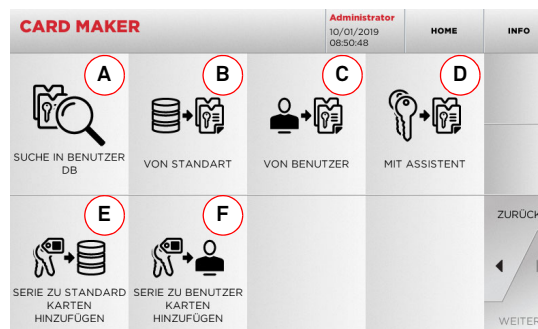 CARD MAKER
Administrator
10/01/2019
08:50:48
HOME
INFO
A
B
C
D
SUCHE IN BENUTZER
DB
VON STANDART
VON BENUTZER
MIT ASSISTENT
E
F
ZURÜCK
SERIE ZU STANDARD
KARTEN
HINZUFÜGEN
SERIE ZU BENUTZER
KARTEN
HINZUFÜGEN
WEITER